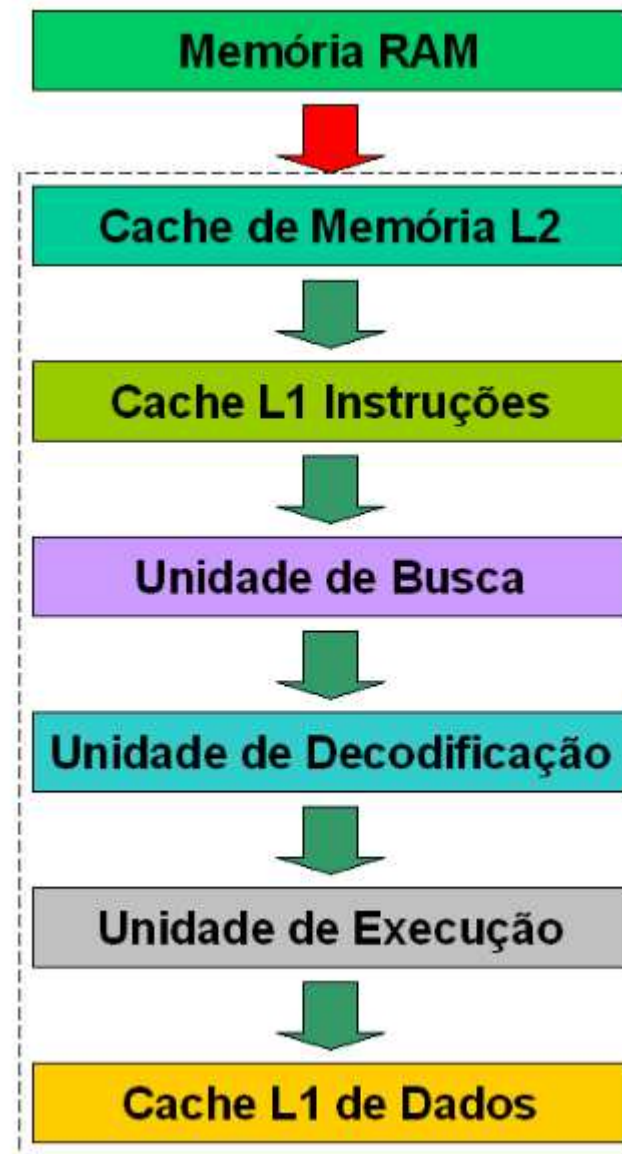 Memória RAM
Cache de Memória L2
Cache L1 Instruções
Unidade de Busca
Unidade de Decodificação
Unidade de Execução
Cache L1 de Dados